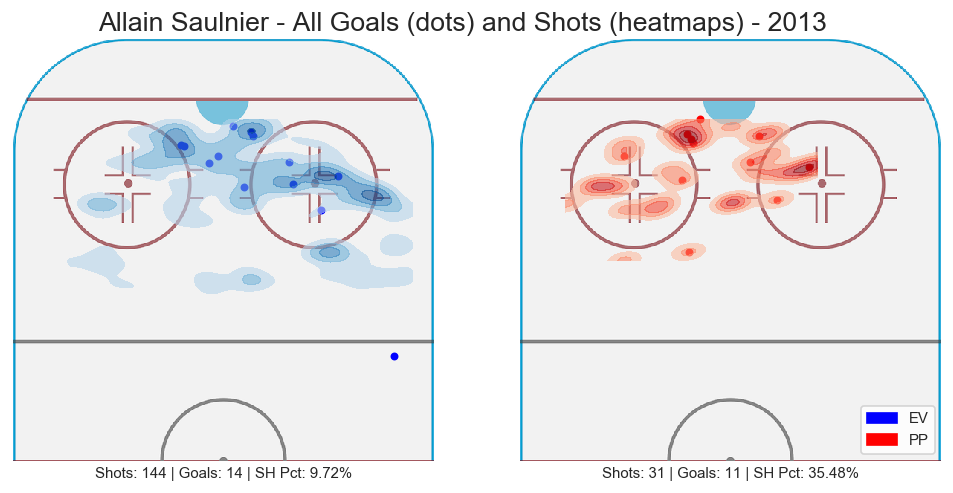 Allain Saulnier - All Goals (dots) and Shots (heatmaps) - 2013
EV
PP
Shots: 144 | Goals: 14 | SH Pct: 9.72%
Shots: 31 | Goals: 11 | SH Pct: 35.48%